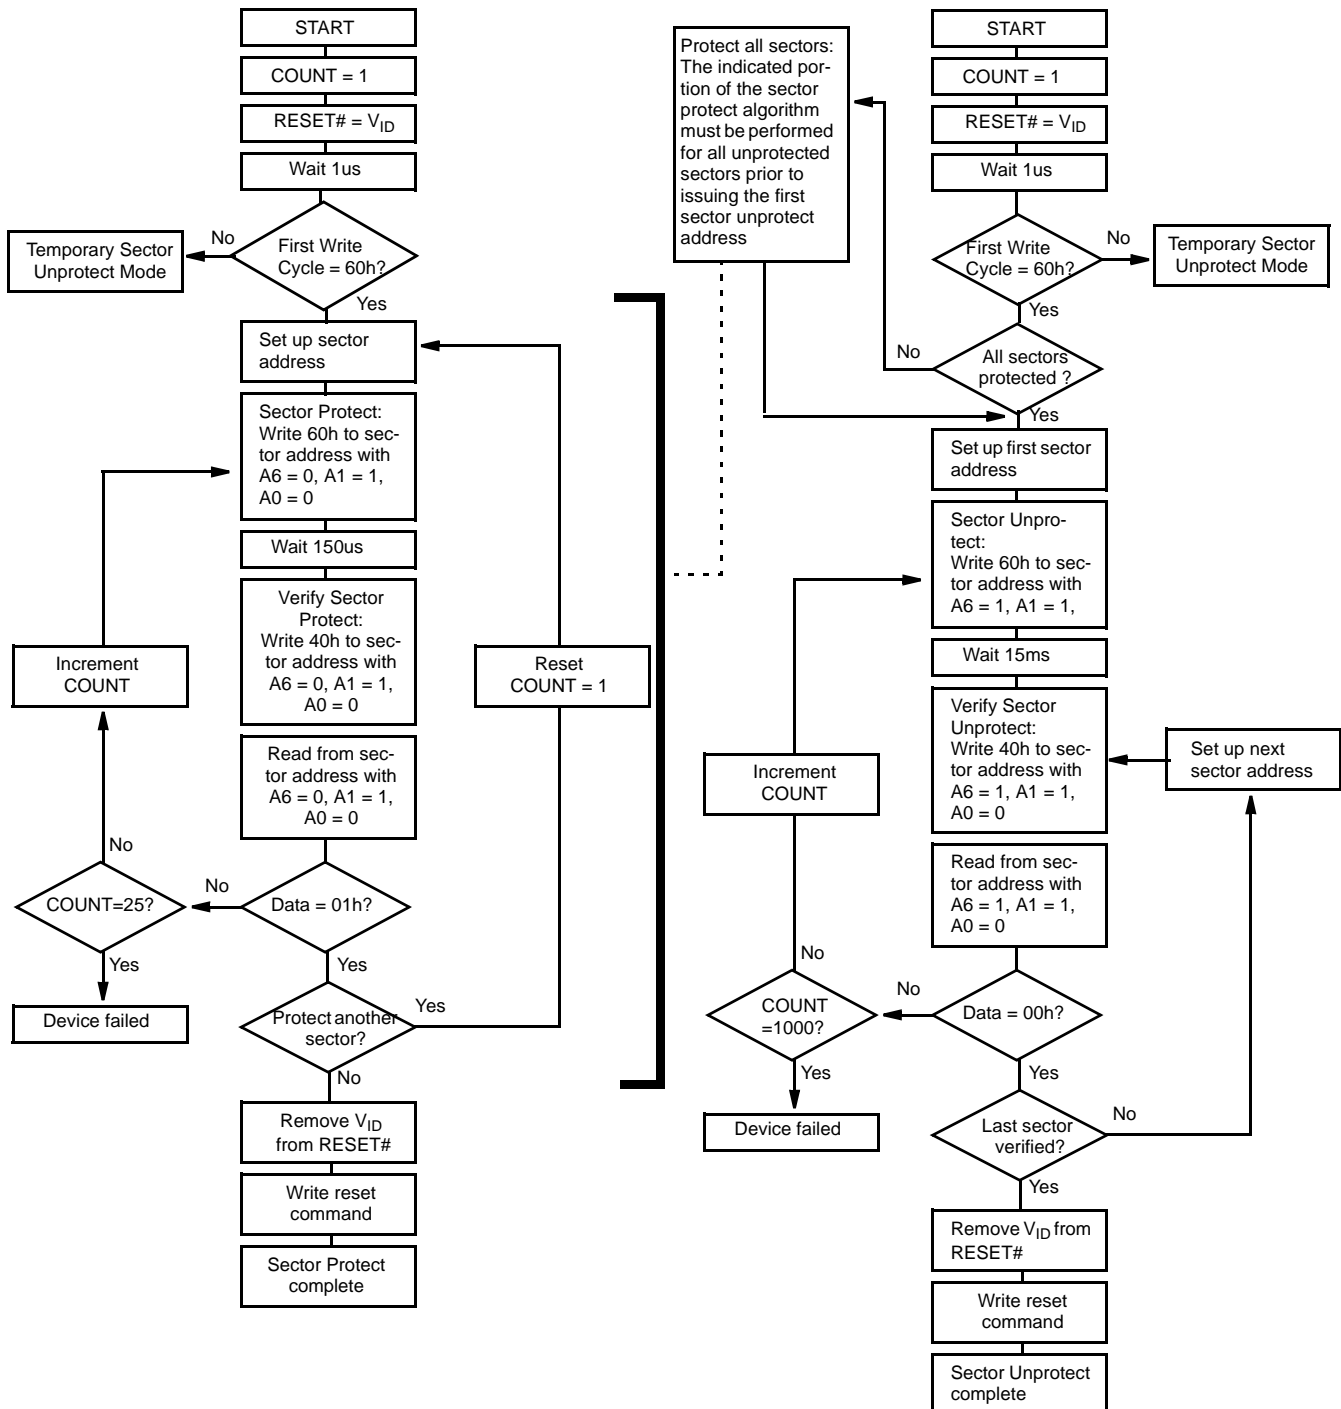 START
COUNT = 1
RESET# = VID
Wait 1us
First Write
Cycle = 60h?
No
Temporary Sector
Unprotect Mode
Yes
Set up sector
address
Sector Protect:
Write 60h to sec-
tor address with
A6 = 0, A1 = 1,
A0 = 0
Wait 150us
Verify Sector
Protect:
Write 40h to sec-
tor address with
A6 = 0, A1 = 1,
A0 = 0
Increment
COUNT
Reset
COUNT = 1
Read from sec-
tor address with
A6 = 0, A1 = 1,
A0 = 0
No
COUNT=25?
No
Data = 01h?
Yes
Device failed
Yes
Protect another
sector?
Yes
No
Remove VID
from RESET#
Write reset
command
Sector Protect
complete
Protect all sectors:
The indicated por-
tion of the sector
protect algorithm
must be performed
for all unprotected
sectors prior to
issuing the first
sector unprotect
address
START
COUNT = 1
RESET# = VID
Wait 1us
First Write
Cycle = 60h?
No
Temporary Sector
Unprotect Mode
Yes
No
All sectors
protected ?
Yes
Set up first sector
address
Sector Unpro-
tect:
Write 60h to sec-
tor address with
A6 = 1, A1 = 1,
Wait 15ms
Verify Sector
Unprotect:
Write 40h to sec-
tor address with
A6 = 1, A1 = 1,
A0 = 0
Set up next
sector address
Increment
COUNT
Read from sec-
tor address with
A6 = 1, A1 = 1,
A0 = 0
No
COUNT
=1000?
No
Data = 00h?
Yes
Device failed
Yes
Last sector
verified?
No
Yes
Remove VID from
RESET#
Write reset
command
Sector Unprotect
complete